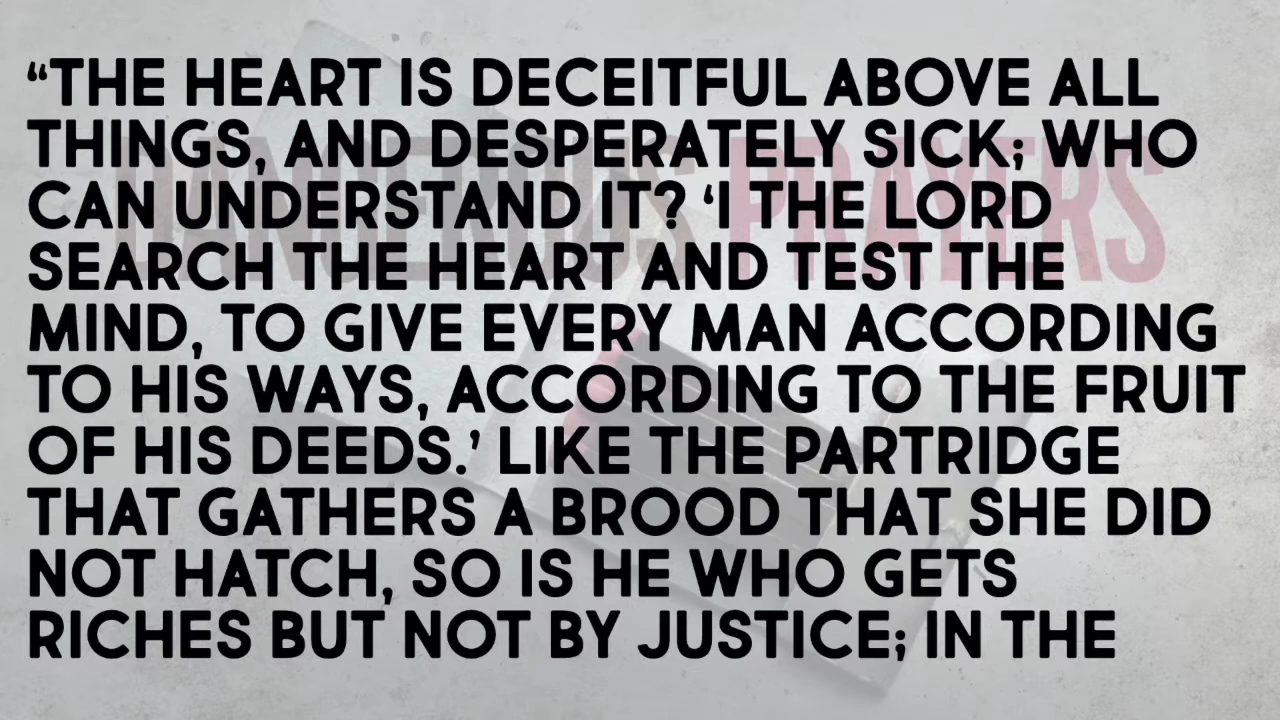 “THE HEART IS DECEITFUL ABOVE ALL
THINGS, AND DESPERATELY SICK; WHO
CAN UNDERSTAND IT? ‘I THE LORD
SEARCH THE HEART AND TEST THE
MIND, TO GIVE EVERY MAN ACCORDING
TO HIS WAYS, ACCORDING TO THE FRUIT
OF HIS DEEDS.’ LIKE THE PARTRIDGE
THAT GATHERS A BROOD THAT SHE DID
NOT HATCH, SO IS HE WHO GETS
RICHES BUT NOT BY JUSTICE; IN THE
DANGEROUS PRAYERS